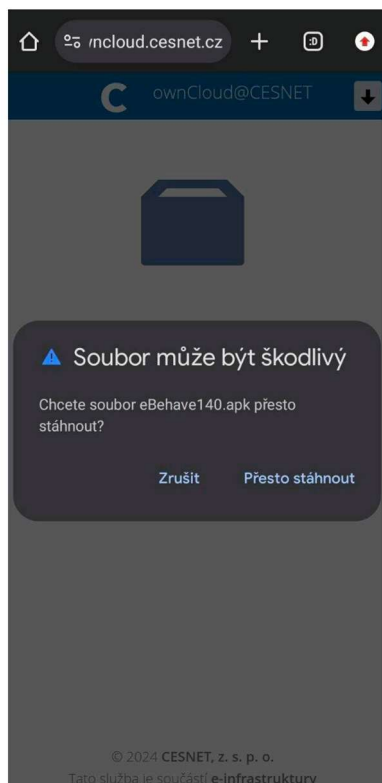 ncloud.cesnet.cz
:D
ownCloud@CESNET
Soubor může být škodlivý
Chcete soubor eBehave140.apk přesto
stáhnout?
Zrušit Přesto stáhnout
© 2024 CESNET, z. s. p. o.
Tato služba je součástí e-infrastruktury